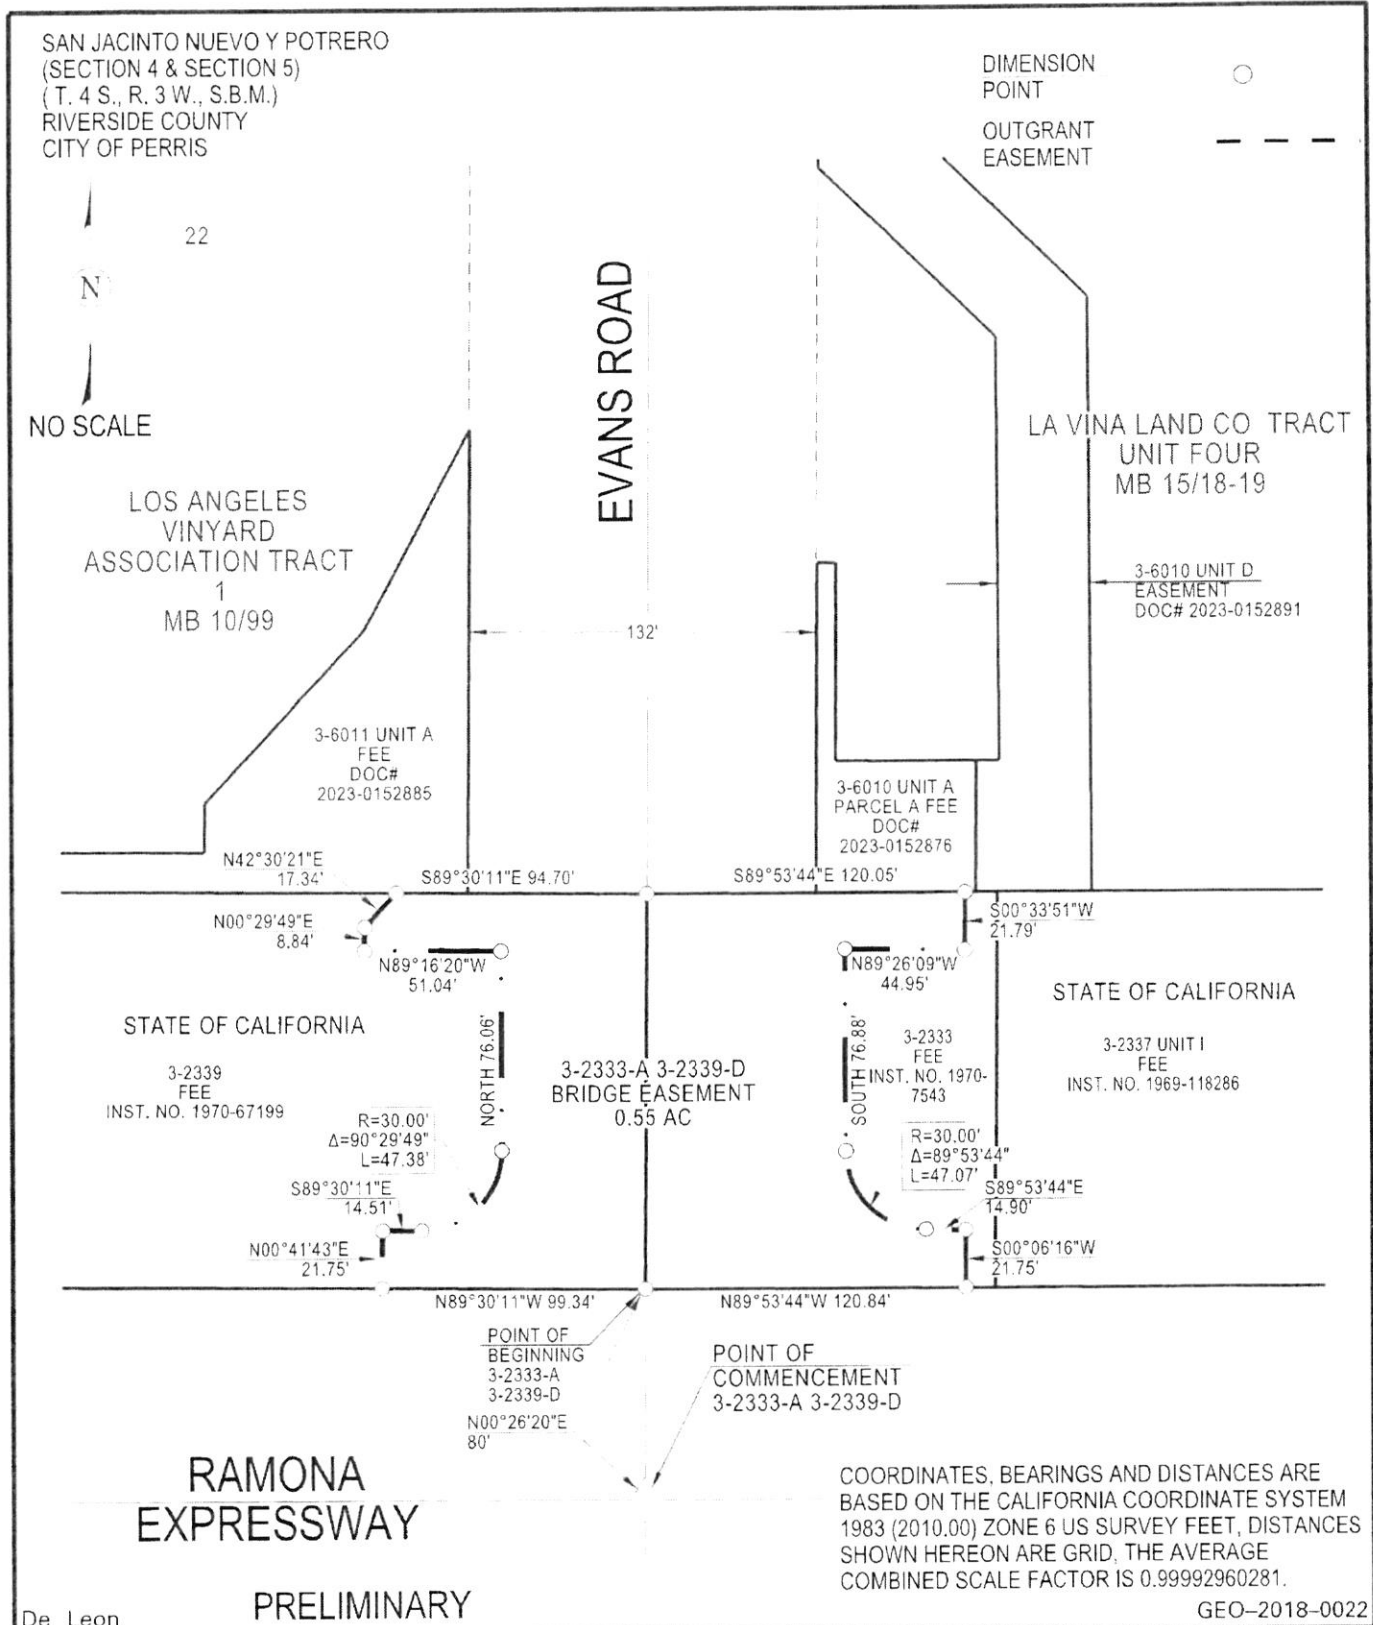 SAN JACINTO NUEVO Y POTRERO
(SECTION 4 & SECTION 5)
( T. 4 S., R. 3 W., S.B.M.)
RIVERSIDE COUNTY
CITY OF PERRIS
DIMENSION
POINT
OUTGRANT
EASEMENT
22
N
NO SCALE
EVANS ROAD
LOS ANGELES
VINYARD
ASSOCIATION TRACT
1
MB 10/99
LA VINA LAND CO TRACT
UNIT FOUR
MB 15/18-19
3-6010 UNIT D
EASEMENT
DOC# 2023-0152891
132'
3-6011 UNIT A
FEE
DOC#
2023-0152885
3-6010 UNIT A
PARCEL A FEE
DOC#
2023-0152876
N42°30'21"E
17.34'
S89°30'11"E 94.70'
S89°53'44"E 120.05'
N00°29'49"E
8.84'
S00°33'51"W
21.79'
N89°16'20"W
51.04'
N89°26'09"W
44.95'
STATE OF CALIFORNIA
3-2339
FEE
INST. NO. 1970-67199
NORTH 76.06'
3-2333-A 3-2339-D
BRIDGE EASEMENT
0.55 AC
SOUTH 76.88'
3-2333
FEE
INST. NO. 1970-
7543
STATE OF CALIFORNIA
3-2337 UNIT I
FEE
INST. NO. 1969-118286
R=30.00'
Δ=90°29'49"
L=47.38'
R=30.00'
Δ=89°53'44"
L=47.07'
S89°30'11"E
14.51'
S89°53'44"E
14.90'
N00°41'43"E
21.75'
S00°06'16"W
21.75'
N89°30'11"W 99.34'
N89°53'44"W 120.84'
POINT OF
BEGINNING
3-2333-A
3-2339-D
POINT OF
COMMENCEMENT
3-2333-A 3-2339-D
N00°26'20"E
80'
RAMONA
EXPRESSWAY
COORDINATES, BEARINGS AND DISTANCES ARE
BASED ON THE CALIFORNIA COORDINATE SYSTEM
1983 (2010.00) ZONE 6 US SURVEY FEET, DISTANCES
SHOWN HEREON ARE GRID, THE AVERAGE
COMBINED SCALE FACTOR IS 0.99992960281.
PRELIMINARY
De Leon
GEO-2018-0022